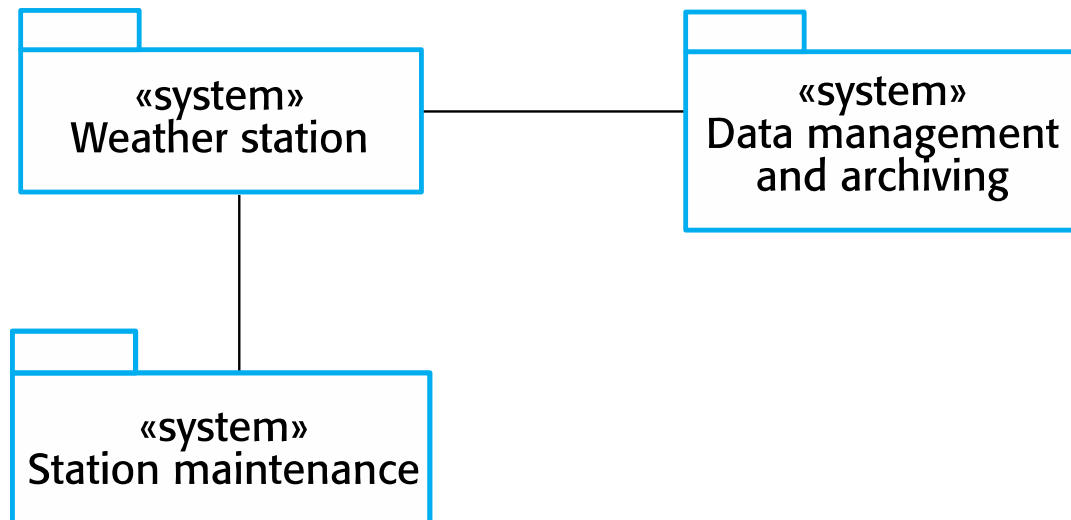 «system»
Weather station
«system»
Data management
and archiving
«system»
Station maintenance